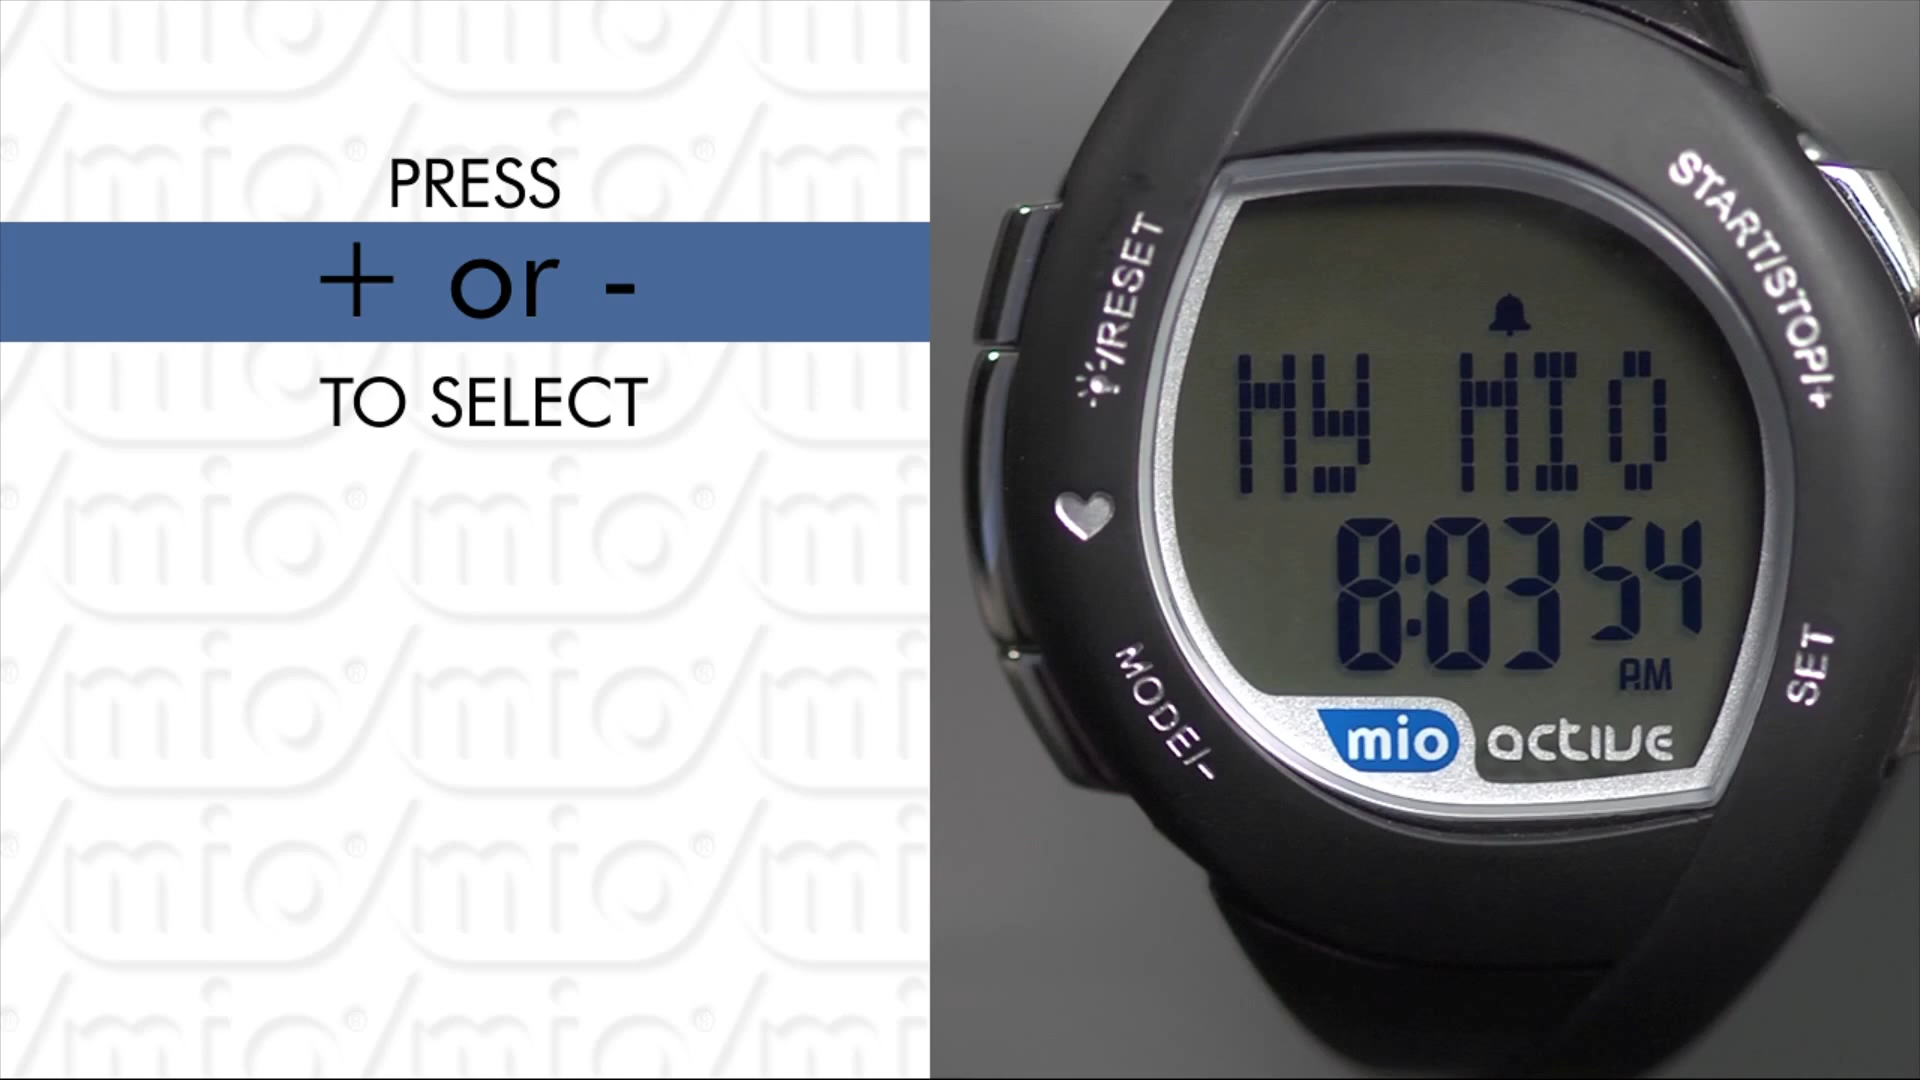 PRESS
+ or -
TO SELECT
/RESET
START/STOP/+
MY MIO
8:03 54
PM
MODE/-
SET
mio active